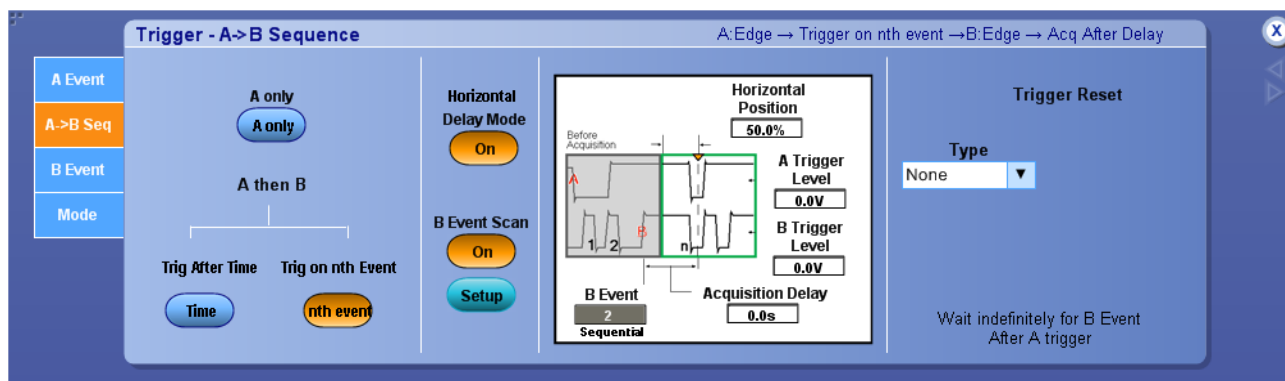 Trigger - A->B Sequence
A:Edge → Trigger on nth event →B:Edge → Acq After Delay
X
A Event
A->B Seq
B Event
Mode
A only
A only
A then B
Trig After Time
Time
Trig on nth Event
nth event
Horizontal
Delay Mode
On
B Event Scan
On
Setup
Horizontal
Position
50.0%
Before
Acquisition
A
1
2
B
n
A Trigger
Level
0.0V
B Trigger
Level
0.0V
B Event
2
Sequential
Acquisition Delay
0.0s
Trigger Reset
Type
None
Wait indefinitely for B Event
After A trigger